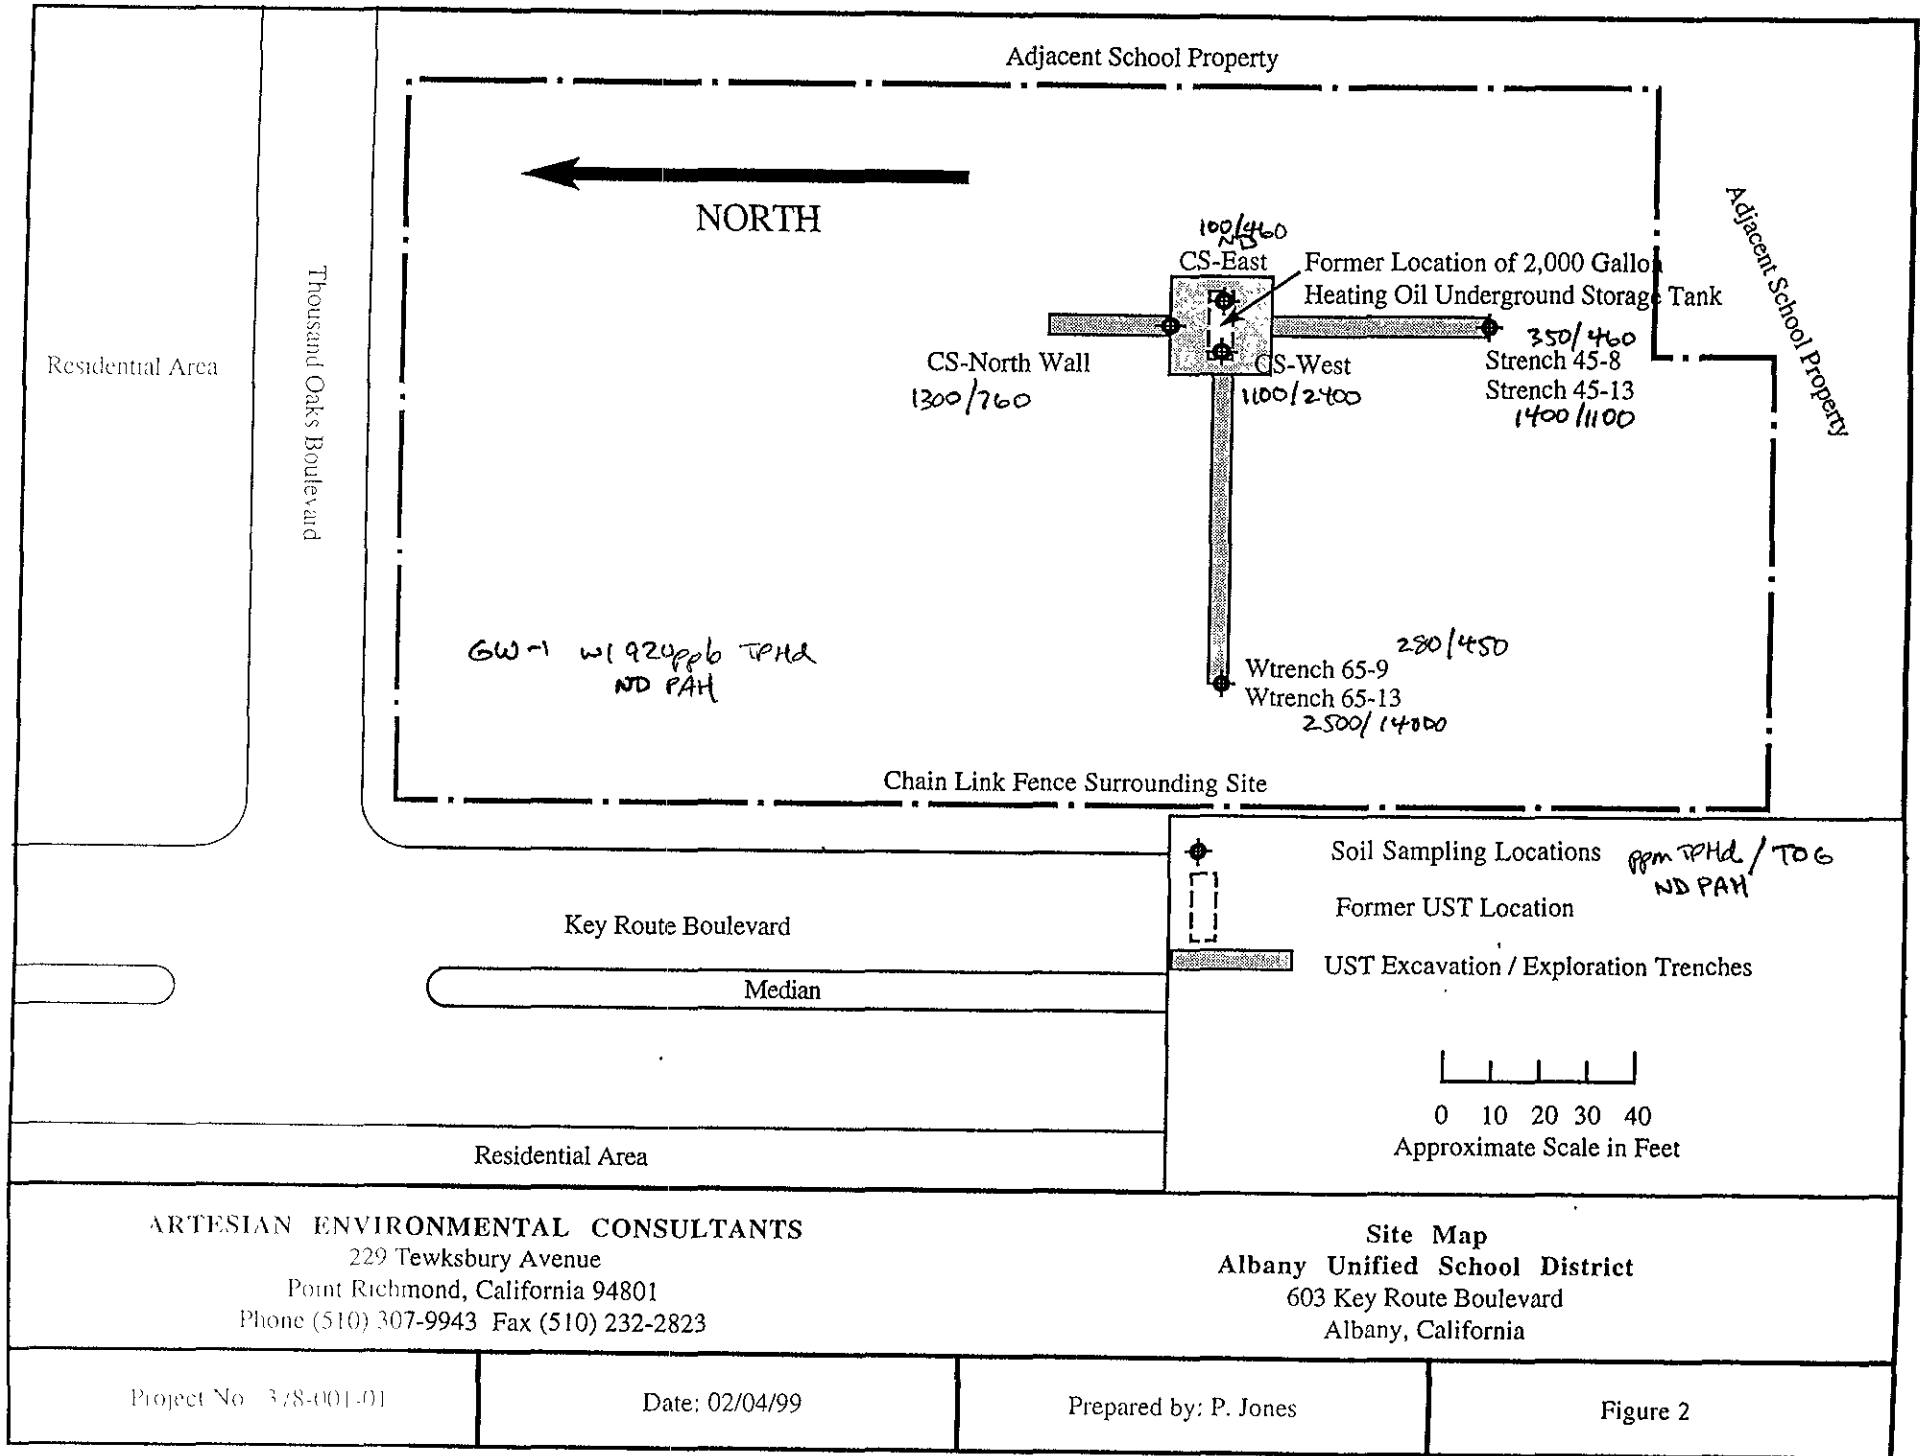 Adjacent School Property
NORTH
Adjacent School Property
Thousand Oaks Boulevard
Residential Area
100/460
ND
CS-East
Former Location of 2,000 Gallon
Heating Oil Underground Storage Tank
350/460
CS-North Wall
1300/760
CS-West
1100/2400
Strench 45-8
Strench 45-13
1400/1100
GW-1 w/ 920ppb TPHd
ND PAH
280/450
Wtrench 65-9
Wtrench 65-13
2500/14000
Chain Link Fence Surrounding Site
Soil Sampling Locations ppm TPHd / TOG
ND PAH
Former UST Location
UST Excavation / Exploration Trenches
Key Route Boulevard
Median
0 10 20 30 40
Approximate Scale in Feet
Residential Area
ARTESIAN ENVIRONMENTAL CONSULTANTS
229 Tewksbury Avenue
Point Richmond, California 94801
Phone (510) 307-9943 Fax (510) 232-2823
Site Map
Albany Unified School District
603 Key Route Boulevard
Albany, California
Project No 378-001-01
Date: 02/04/99
Prepared by: P. Jones
Figure 2